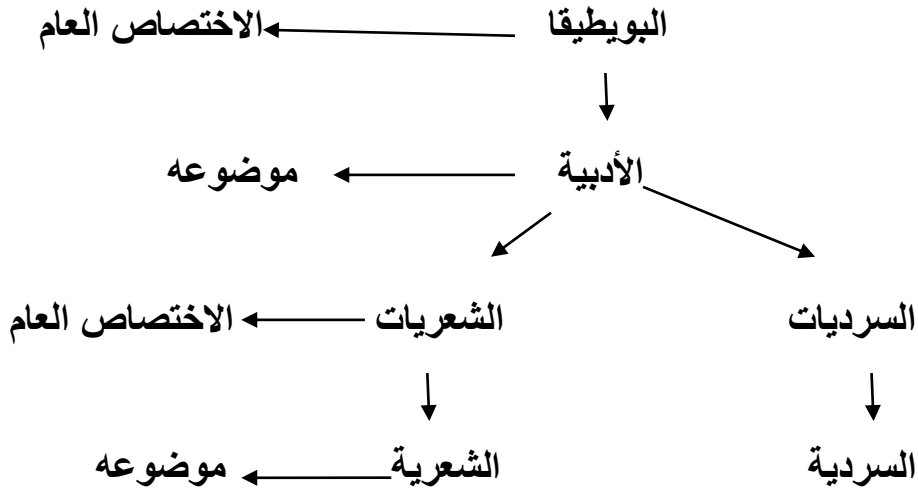 البويطيقا الاختصاص العام
الأدبية موضوعه
السرديات الشعريات الاختصاص العام
السردية الشعرية موضوعه